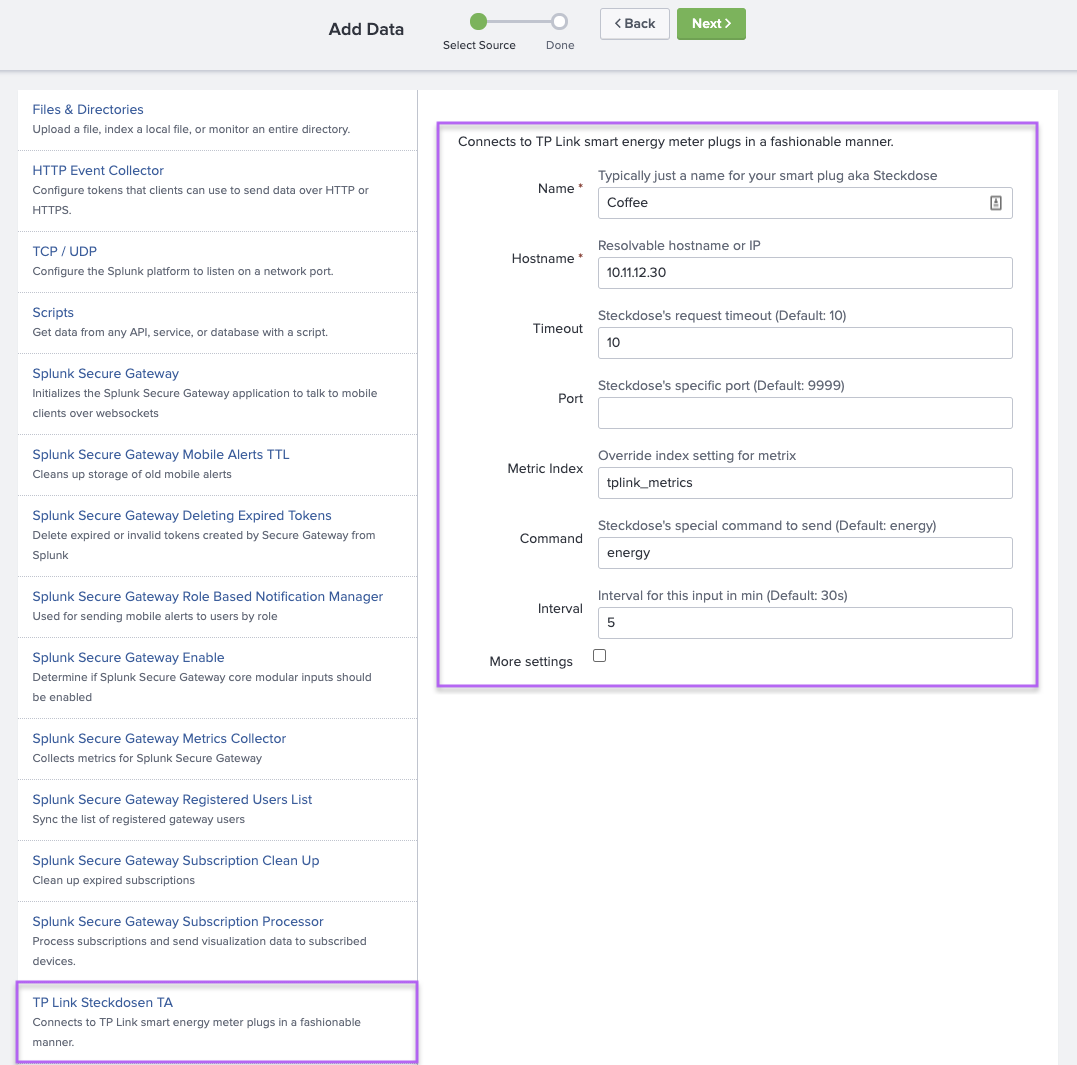 Add Data
Select Source
Done
Back
Next
Files & Directories
Upload a file, index a local file, or monitor an entire directory.
HTTP Event Collector
Configure tokens that clients can use to send data over HTTP or
HTTPS.
TCP / UDP
Configure the Splunk platform to listen on a network port.
Scripts
Get data from any API, service, or database with a script.
Splunk Secure Gateway
Initializes the Splunk Secure Gateway application to talk to mobile
clients over websockets
Splunk Secure Gateway Mobile Alerts TTL
Cleans up storage of old mobile alerts
Splunk Secure Gateway Deleting Expired Tokens
Delete expired or invalid tokens created by Secure Gateway from
Splunk
Splunk Secure Gateway Role Based Notification Manager
Used for sending mobile alerts to users by role
Splunk Secure Gateway Enable
Determine if Splunk Secure Gateway core modular inputs should
be enabled
Splunk Secure Gateway Metrics Collector
Collects metrics for Splunk Secure Gateway
Splunk Secure Gateway Registered Users List
Sync the list of registered gateway users
Splunk Secure Gateway Subscription Clean Up
Clean up expired subscriptions
Splunk Secure Gateway Subscription Processor
Process subscriptions and send visualization data to subscribed
devices.
TP Link Steckdosen TA
Connects to TP Link smart energy meter plugs in a fashionable
manner.
Connects to TP Link smart energy meter plugs in a fashionable manner.
Typically just a name for your smart plug aka Steckdose
Name * Coffee
Resolvable hostname or IP
Hostname * 10.11.12.30
Steckdose's request timeout (Default: 10)
Timeout 10
Steckdose's specific port (Default: 9999)
Port
Override index setting for metrix
Metric Index tplink_metrics
Steckdose's special command to send (Default: energy)
Command energy
Interval for this input in min (Default: 30s)
Interval 5
More settings